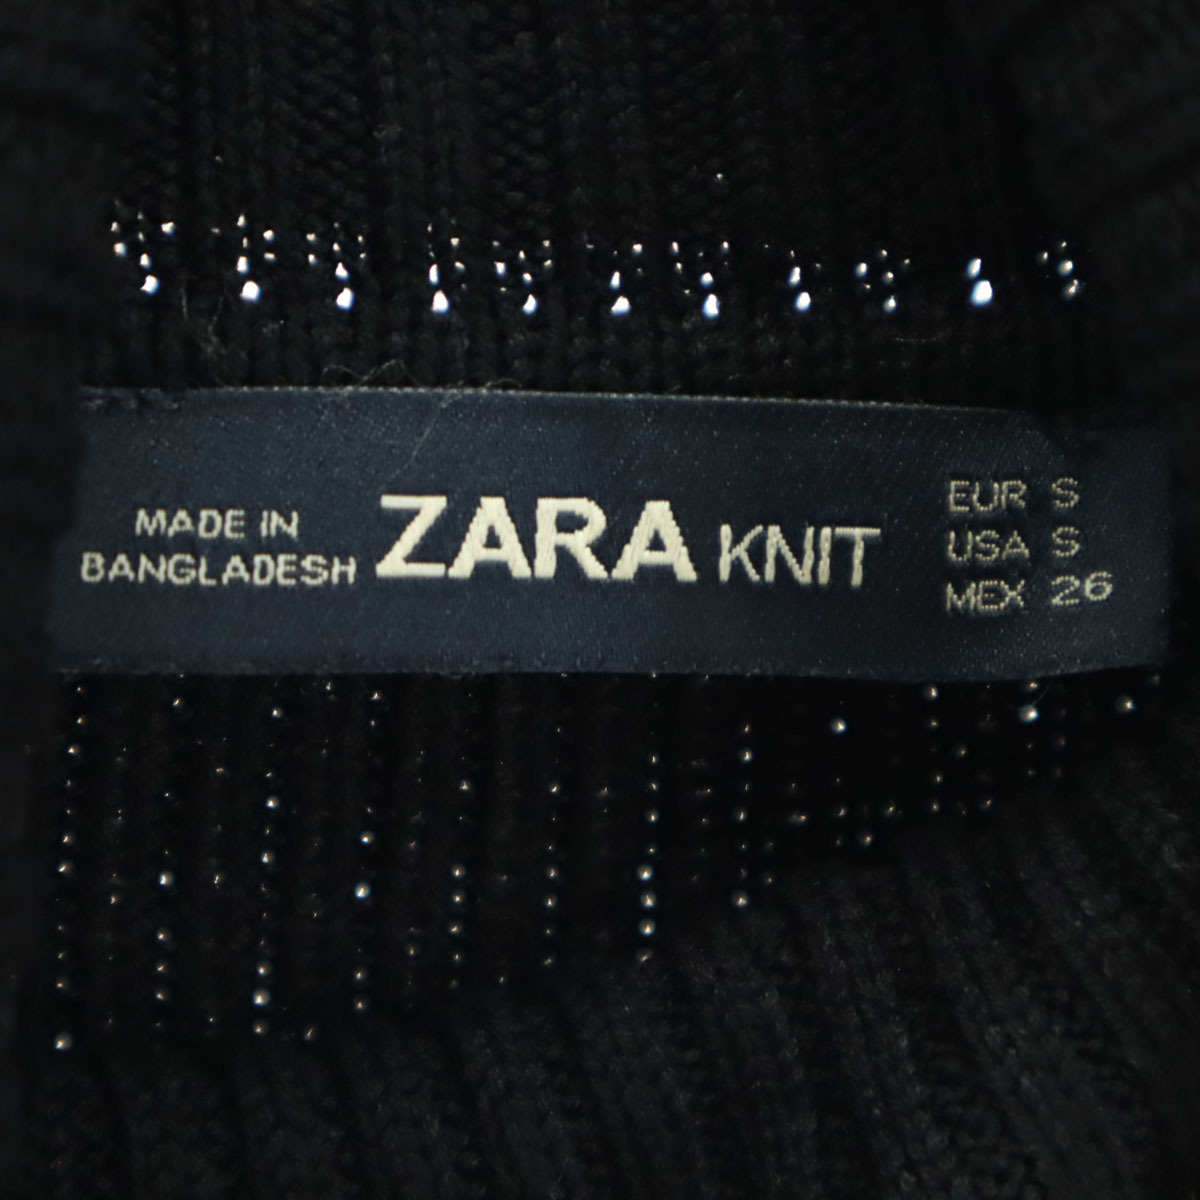 MADE IN
BANGLADESH
ZARA KNIT
EUR S
USA S
MEX 26